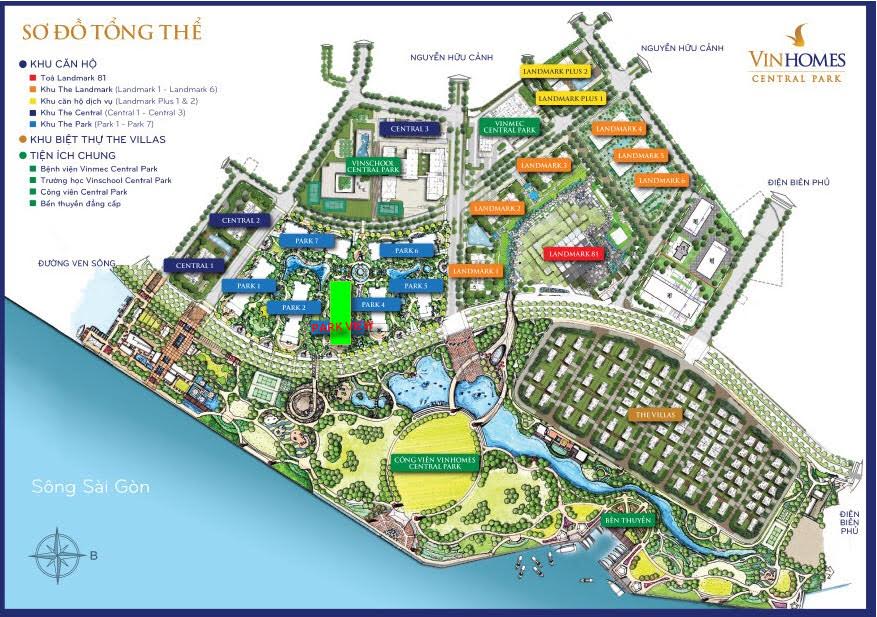 SƠ ĐỒ TỔNG THỂ
KHU CĂN HỘ
Toà Landmark 81
Khu The Landmark (Landmark 1 - Landmark 6)
Khu căn hộ dịch vụ (Landmark Plus 1 & 2)
Khu The Central (Central 1 - Central 3)
Khu The Park (Park 1 - Park 7)
KHU BIỆT THỰ THE VILLAS
TIỆN ÍCH CHUNG
Bệnh viện Vinmec Central Park
Trường học Vinschool Central Park
Công viên Central Park
Bến thuyền đẳng cấp
NGUYỄN HỮU CẢNH
NGUYỄN HỮU CẢNH
VINHOMES
CENTRAL PARK
LANDMARK PLUS 2
LANDMARK PLUS 1
CENTRAL 3
VINMEC
CENTRAL PARK
LANDMARK 4
LANDMARK 5
LANDMARK 6
LANDMARK 3
VINSCHOOL
CENTRAL PARK
ĐIỆN BIÊN PHỦ
LANDMARK 2
CENTRAL 2
PARK 7
PARK 6
LANDMARK 81
ĐƯỜNG VEN SÔNG
CENTRAL 1
LANDMARK 1
PARK 1
PARK 5
PARK 2
PARK 4
PARK VIEW
THE VILLAS
CÔNG VIÊN VINHOMES
CENTRAL PARK
Sông Sài Gòn
BẾN THUYỀN
ĐIỆN
BIÊN
PHỦ
B